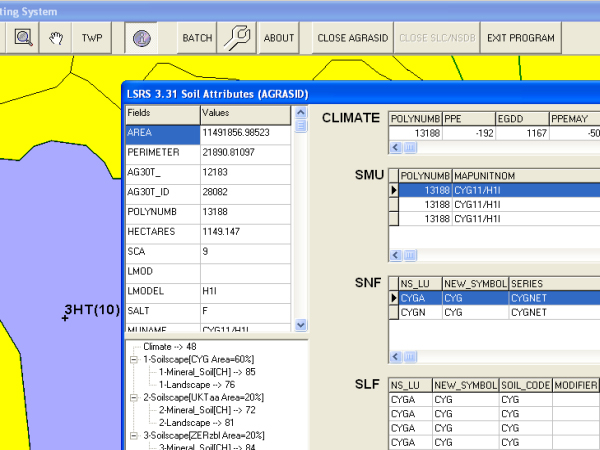 ting System
TWP BATCH ABOUT CLOSE AGRASID CLOSE SLC/NSDB EXIT PROGRAM
LSRS 3.31 Soil Attributes (AGRASID)
Fields Values
AREA 11491856.98523
PERIMETER 21890.81097
AG30T_ 12183
AG30T_ID 28082
POLYNUMB 13188
HECTARES 1149.147
SCA 9
LMOD
LMODEL H1l
SALT F
MUNAME CYG11/H1l
Climate --> 48
1-Soilscape[CYG Area=60%]
1-Mineral_Soil[CH] --> 85
1-Landscape --> 76
2-Soilscape[UKTaa Area=20%]
2-Mineral_Soil[CH] --> 72
2-Landscape --> 81
3-Soilscape[ZERzbl Area=20%]
3-Mineral_Soil[CH] --> 84
3HT(10)
CLIMATE
POLYNUMB PPE EGDD PPEMAY
13188 -192 1167 -50
SMU
POLYNUMB MAPUNITNOM
13188 CYG11/H1l
13188 CYG11/H1l
13188 CYG11/H1l
SNF
NS_LU NEW_SYMBOL SERIES
CYGA CYG CYGNET
CYGN CYG CYGNET
SLF
NS_LU NEW_SYMBOL SOIL_CODE MODIFIER
CYGA CYG CYG
CYGA CYG CYG
CYGA CYG CYG
CYGA CYG CYG